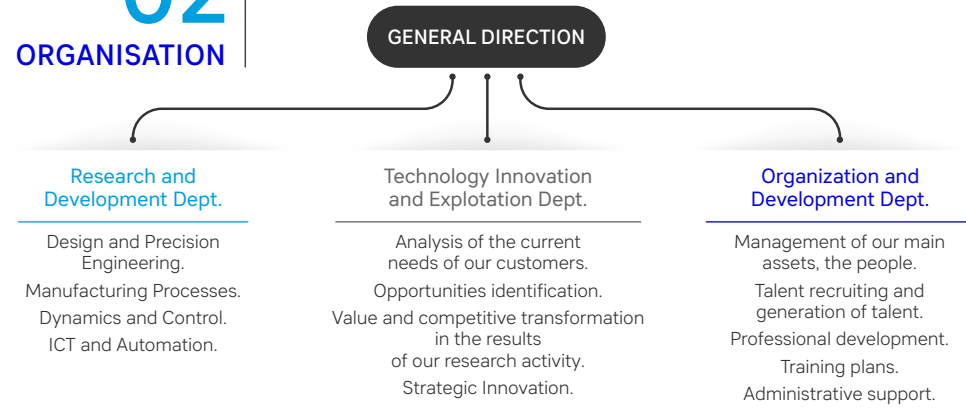 02
ORGANISATION
GENERAL DIRECTION
Research and
Development Dept.
Design and Precision
Engineering.
Manufacturing Processes.
Dynamics and Control.
ICT and Automation.
Technology Innovation
and Explotation Dept.
Analysis of the current
needs of our customers.
Opportunities identification.
Value and competitive transformation
in the results
of our research activity.
Strategic Innovation.
Organization and
Development Dept.
Management of our main
assets, the people.
Talent recruiting and
generation of talent.
Professional development.
Training plans.
Administrative support.